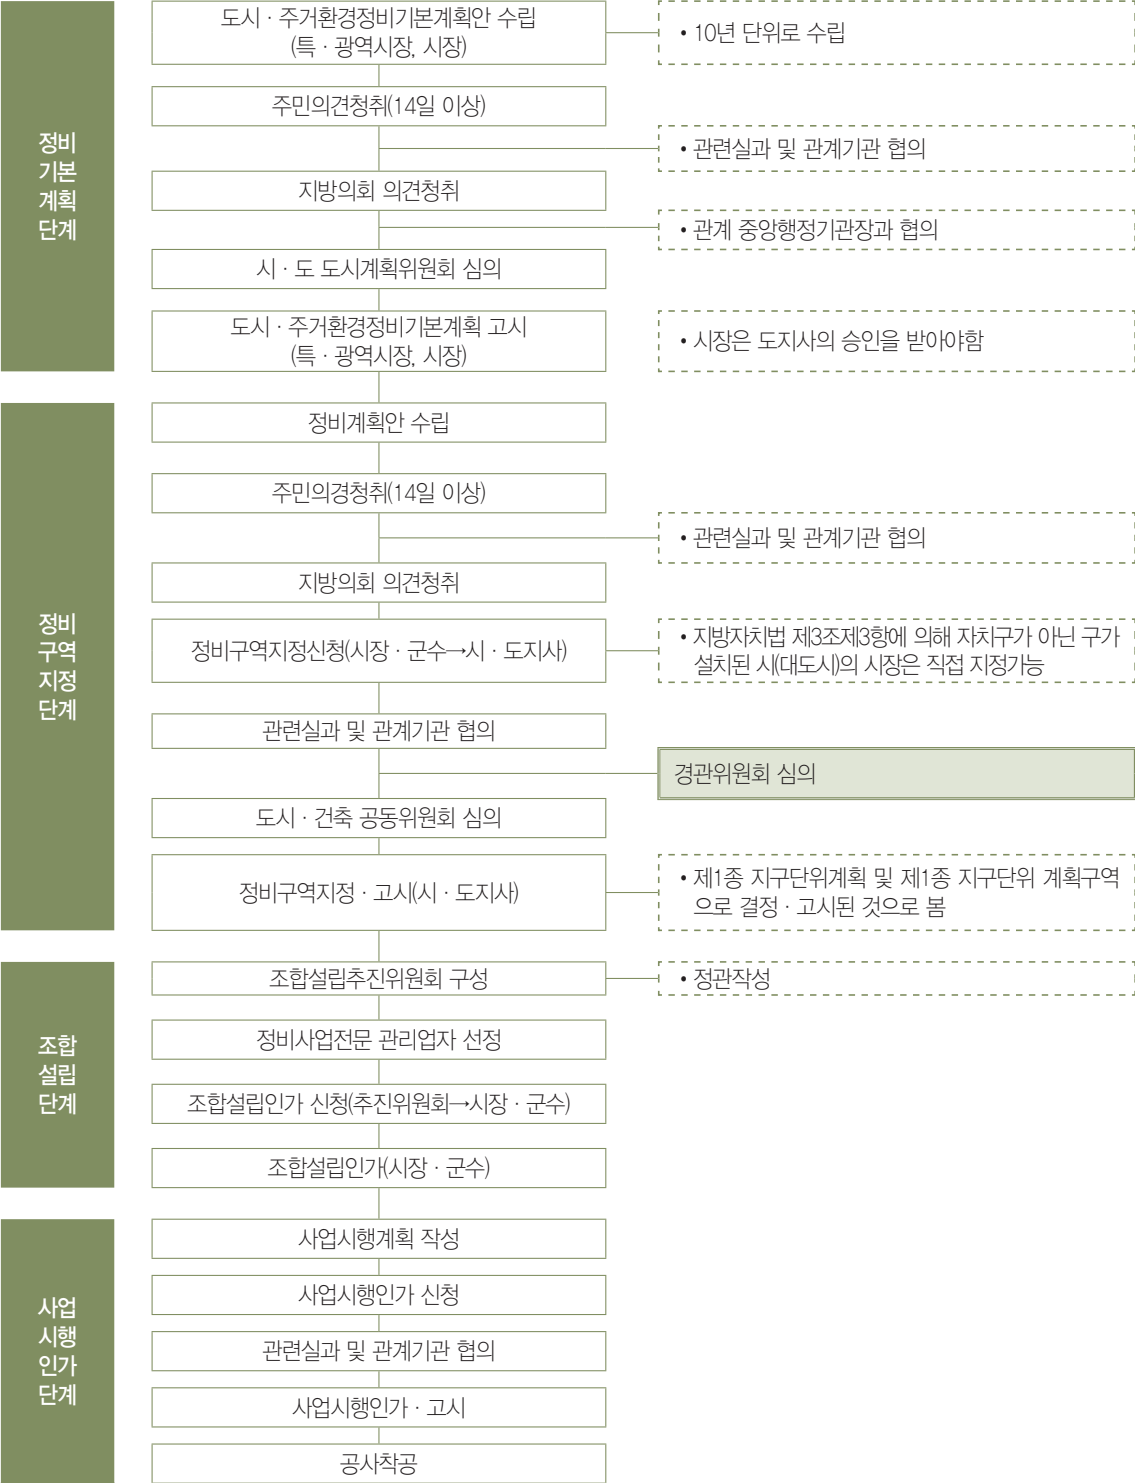 정비
기본
계획
단계
도시 · 주거환경정비기본계획안 수립
(특 · 광역시장, 시장)
• 10년 단위로 수립
주민의견청취(14일 이상)
• 관련실과 및 관계기관 협의
지방의회 의견청취
• 관계 중앙행정기관장과 협의
시 · 도 도시계획위원회 심의
도시 · 주거환경정비기본계획 고시
(특 · 광역시장, 시장)
• 시장은 도지사의 승인을 받아야함
정비
구역
지정
단계
정비계획안 수립
주민의경청취(14일 이상)
• 관련실과 및 관계기관 협의
지방의회 의견청취
정비구역지정신청(시장 · 군수→시 · 도지사)
• 지방자치법 제3조제3항에 의해 자치구가 아닌 구가
설치된 시(대도시)의 시장은 직접 지정가능
관련실과 및 관계기관 협의
경관위원회 심의
도시 · 건축 공동위원회 심의
정비구역지정 · 고시(시 · 도지사)
• 제1종 지구단위계획 및 제1종 지구단위 계획구역
으로 결정 · 고시된 것으로 봄
조합
설립
단계
조합설립추진위원회 구성
• 정관작성
정비사업전문 관리업자 선정
조합설립인가 신청(추진위원회→시장 · 군수)
조합설립인가(시장 · 군수)
사업
시행
인가
단계
사업시행계획 작성
사업시행인가 신청
관련실과 및 관계기관 협의
사업시행인가 · 고시
공사착공